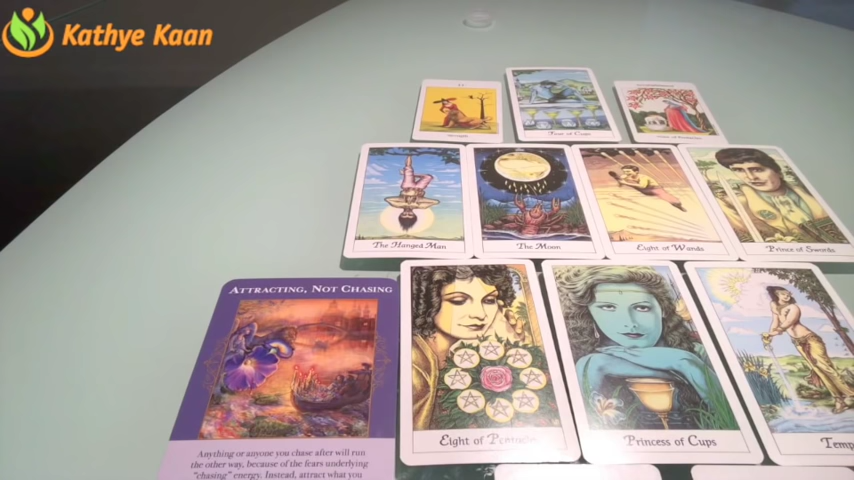 Kathye Kaan
Four of Cups
The Hanged Man
The Moon
Eight of Wands
Prince of Swords
ATTRACTING, NOT CHASING
Eight of
Princess of Cups
Anything or anyone you chase after will run
the other way, because of the fears underlying
"chasing" energy. Instead, attract what you